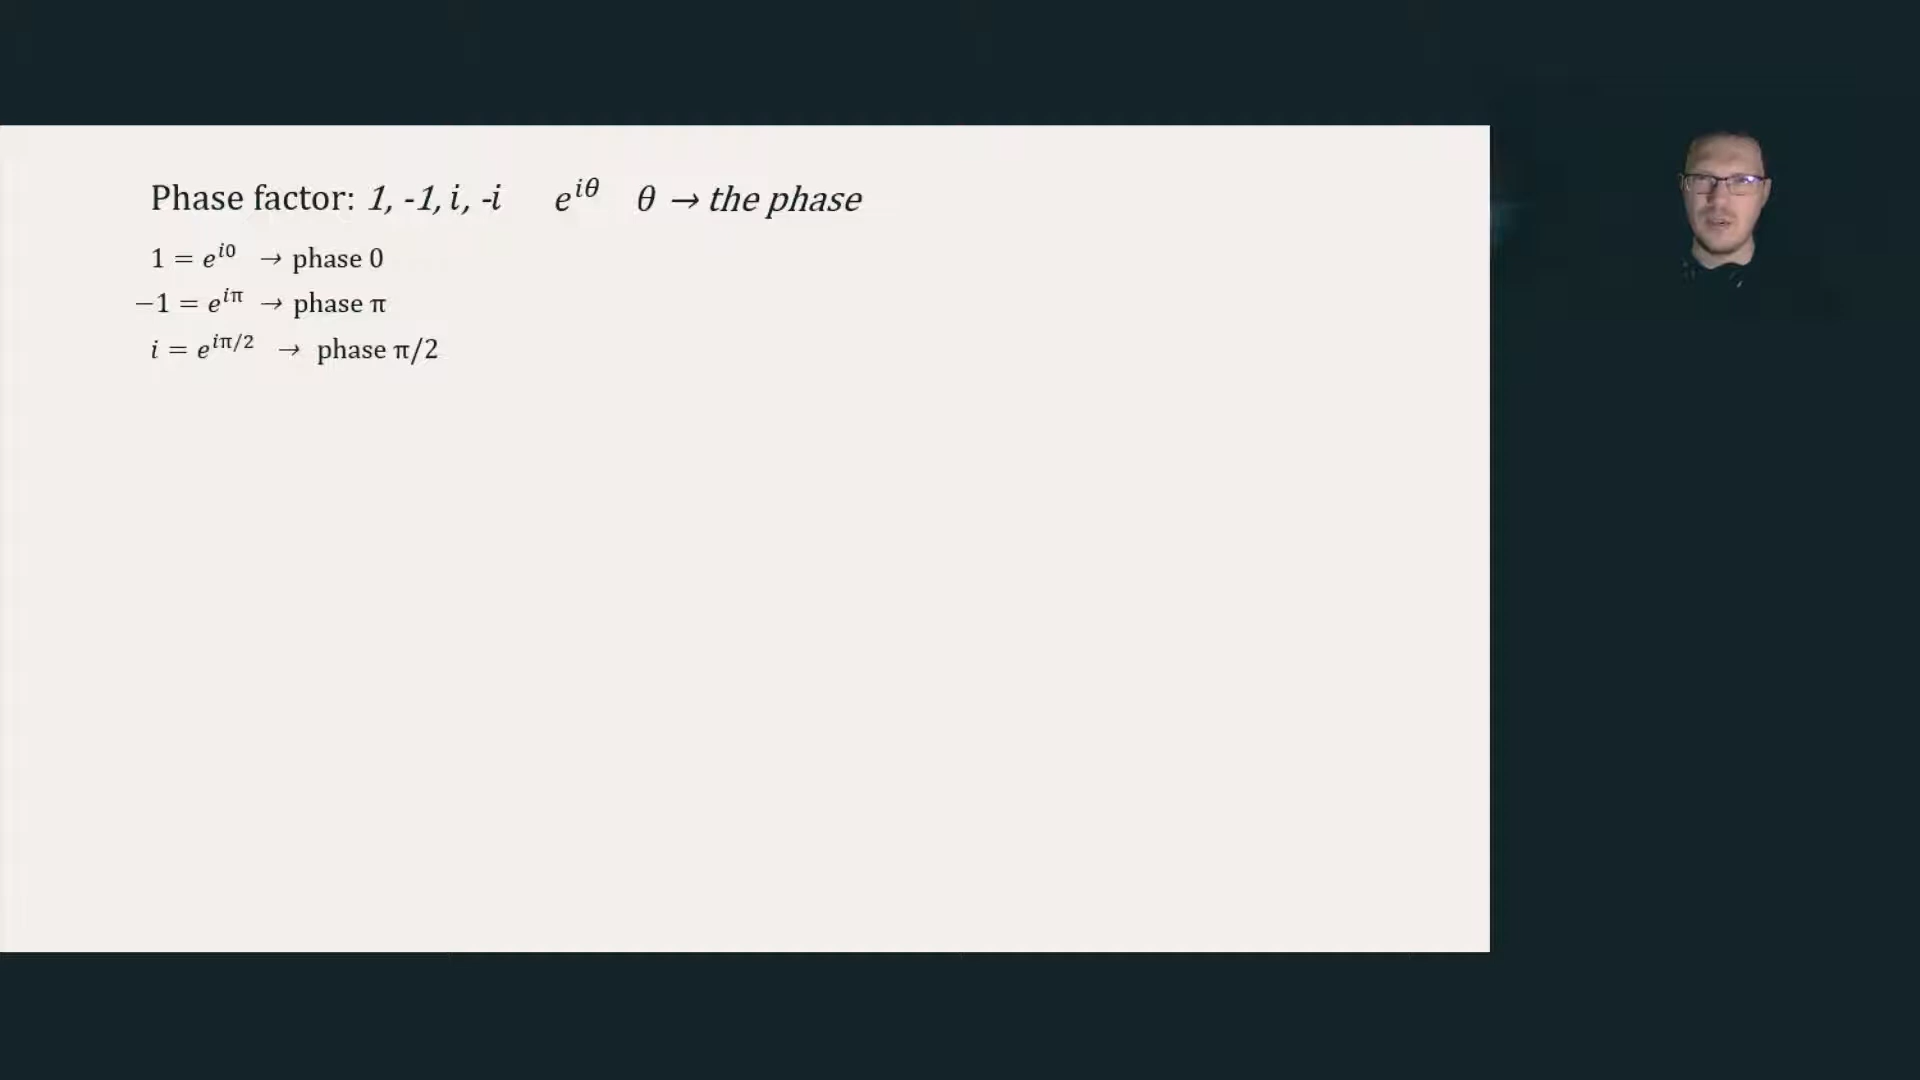 Phase factor: 1, -1, i, -i e^{iθ} θ → the phase
1 = e^{i0} → phase 0
−1 = e^{iπ} → phase π
i = e^{iπ/2} → phase π/2